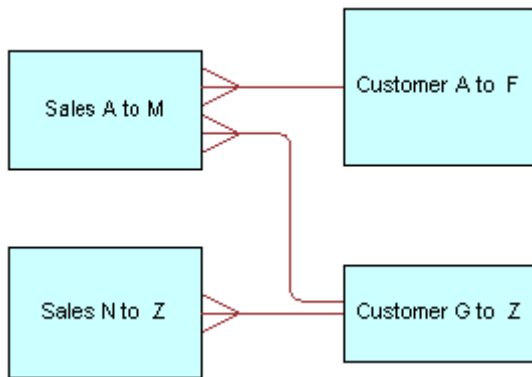 Customer A to F
Sales A to M
Sales N to Z
Customer G to Z